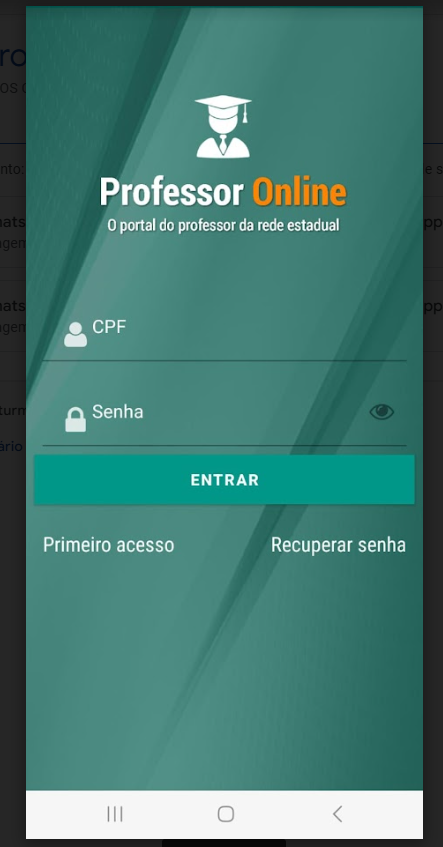 Professor Online
O portal do professor da rede estadual
CPF
Senha
ENTRAR
Primeiro acesso
Recuperar senha